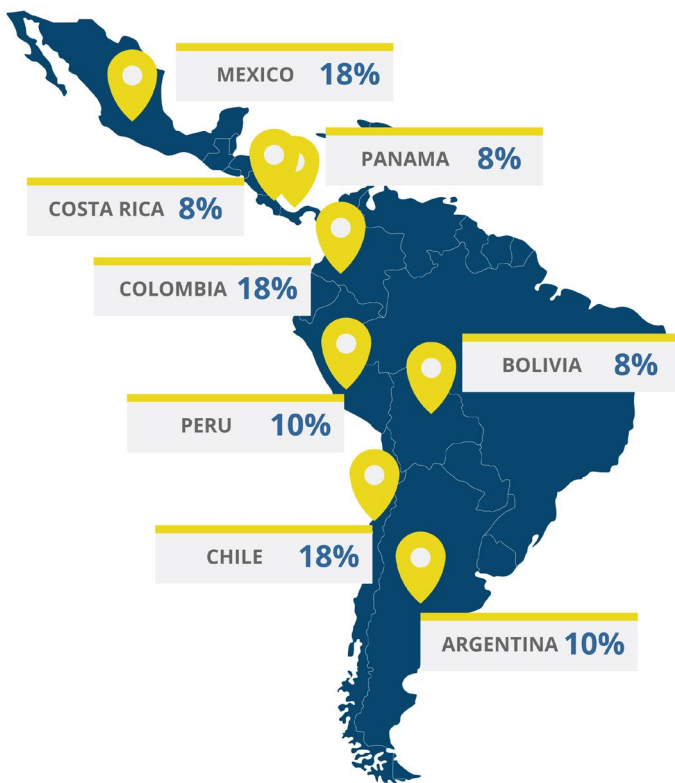 MEXICO 18%
PANAMA 8%
COSTA RICA 8%
COLOMBIA 18%
BOLIVIA 8%
PERU 10%
CHILE 18%
ARGENTINA 10%